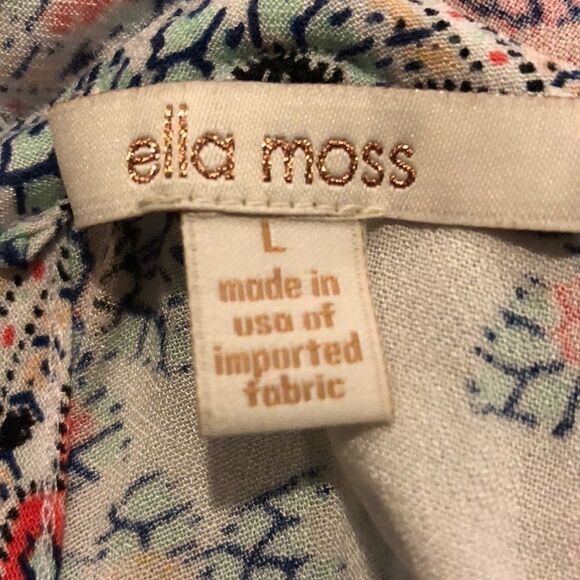 ella moss
L
made in
usa of
imported
fabric